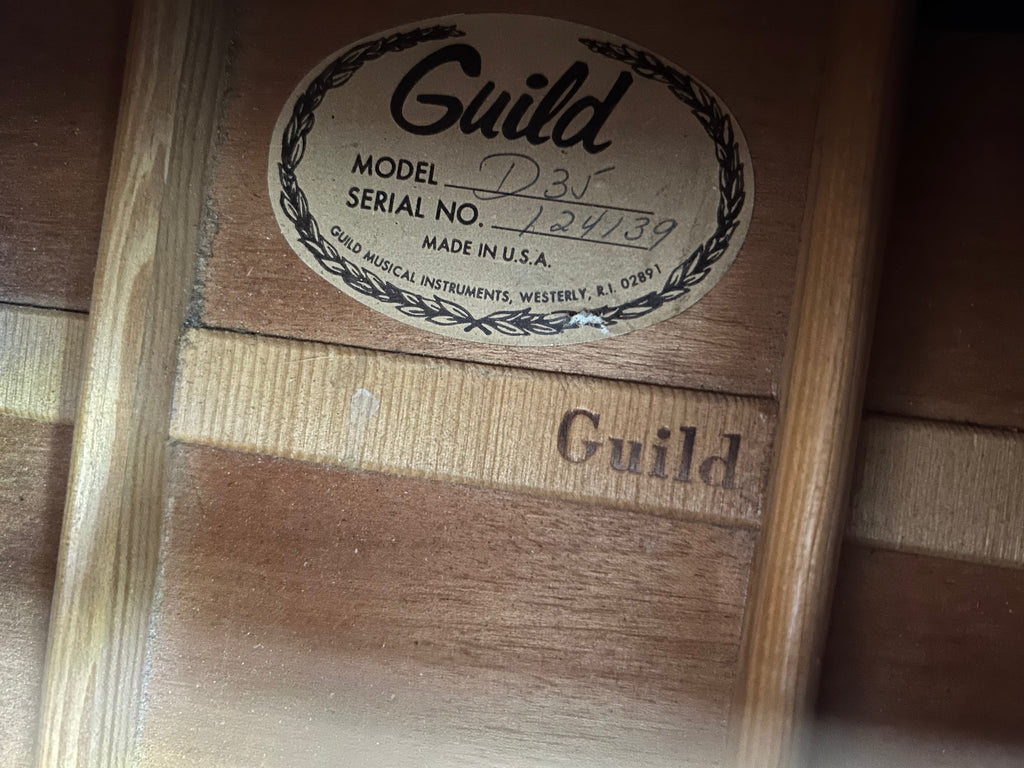 Guild
MODEL D35
SERIAL NO. 124139
MADE IN U.S.A.
GUILD MUSICAL INSTRUMENTS, WESTERLY, R.I. 02891
Guild